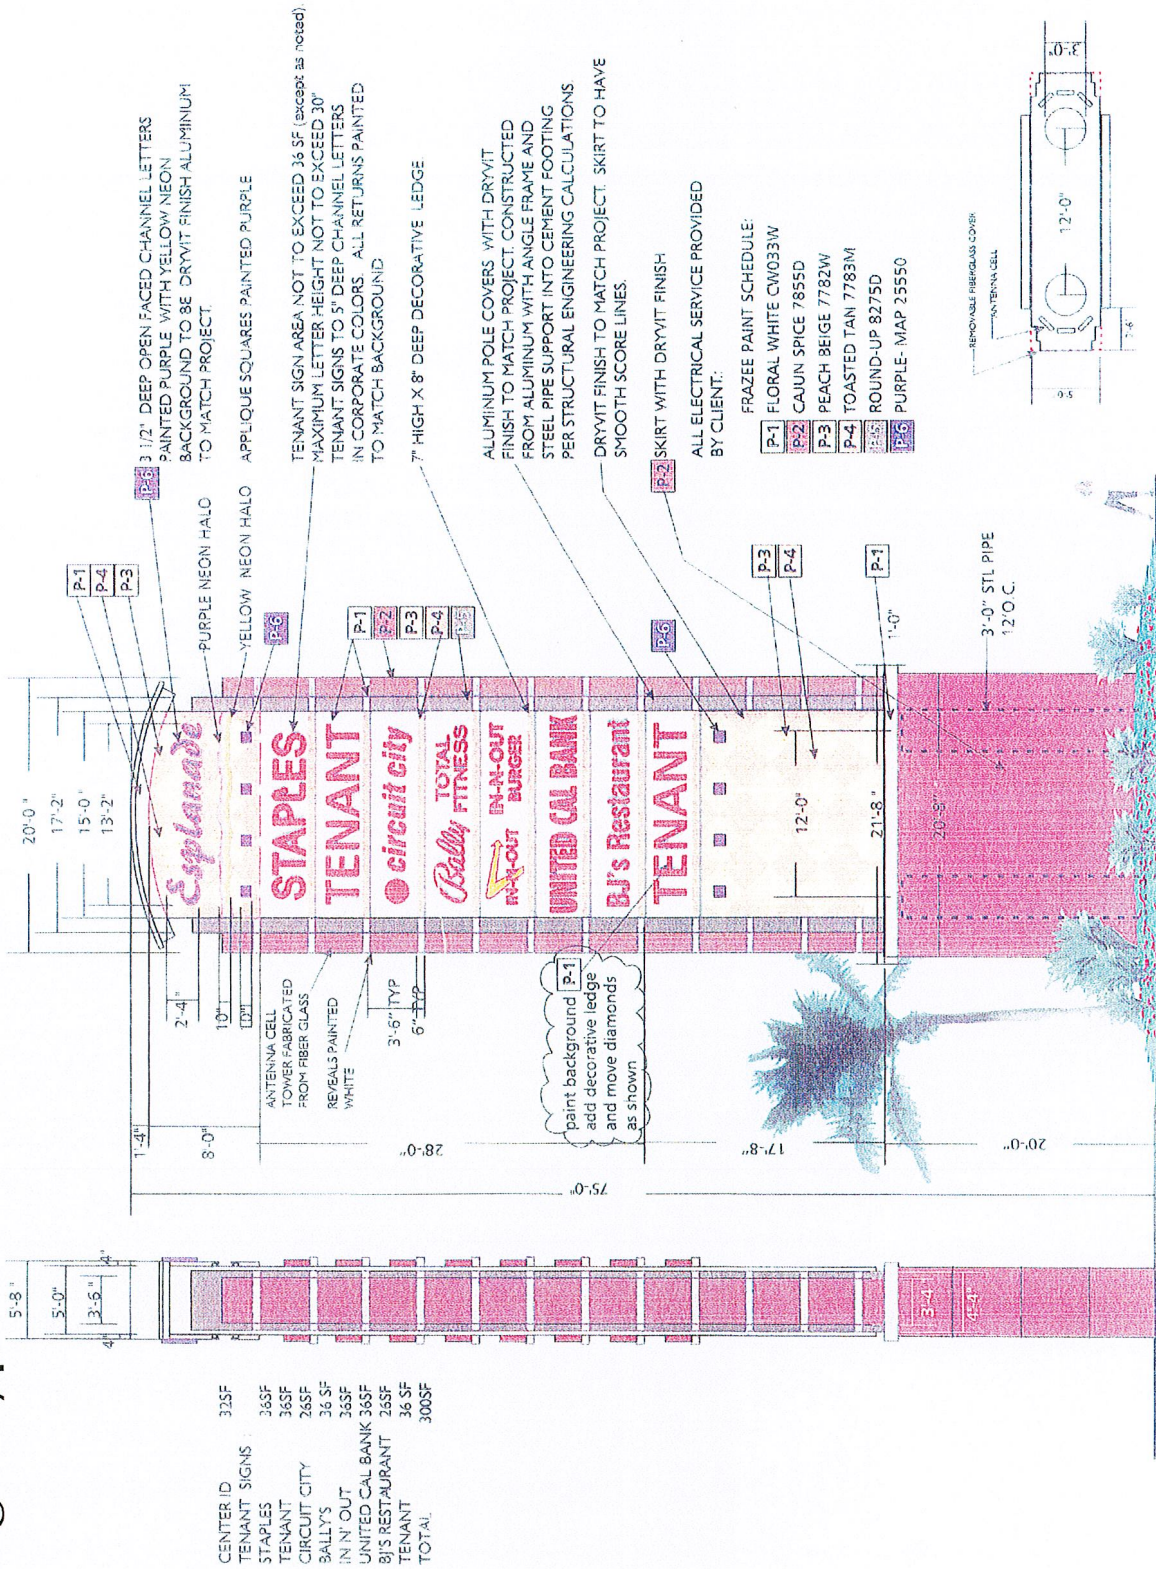 CENTER ID 32SF
TENANT SIGNS :
STAPLES 36SF
TENANT 36SF
CIRCUIT CITY 26SF
BALLY'S 36 SF
IN N' OUT 36SF
UNITED CAL BANK 36SF
BJ'S RESTAURANT 26SF
TENANT 36 SF
TOTAL 300SF
5'-8"
5'-0"
3'-6"
4"
4"
3'-4"
4'-4"
75'-0"
1'-4"
8'-0"
28'-0"
17'-8"
20'-0"
2'-4"
10"
10"
ANTENNA CELL
TOWER FABRICATED
FROM FIBER GLASS
REVEALS PAINTED
WHITE
3'-6" TYP
6" TYP
paint background P-1
add decorative ledge
and move diamonds
as shown
20'-0"
17'-2"
15'-0"
13'-2"
Esplanade
STAPLES
TENANT
circuit city
Bally TOTAL
FITNESS
IN-N-OUT IN-N-OUT
BURGER
UNITED CAL BANK
BJ's Restaurant
TENANT
12'-0"
21'-8"
20'-8"
P-1
P-4
P-3
PURPLE NEON HALO
YELLOW NEON HALO
P-6
P-1
P-2
P-3
P-4
P-5
P-6
P-3
P-4
P-1
1'-0"
3'-0" STL PIPE
12' O.C.
P-6 3 1/2" DEEP OPEN FACED CHANNEL LETTERS
PAINTED PURPLE WITH YELLOW NEON
BACKGROUND TO BE DRYVIT FINISH ALUMINUM
TO MATCH PROJECT.
APPLIQUE SQUARES PAINTED PURPLE
TENANT SIGN AREA NOT TO EXCEED 36 SF (except as noted).
MAXIMUM LETTER HEIGHT NOT TO EXCEED 30"
TENANT SIGNS TO 5" DEEP CHANNEL LETTERS
IN CORPORATE COLORS. ALL RETURNS PAINTED
TO MATCH BACKGROUND
7" HIGH X 8" DEEP DECORATIVE LEDGE
ALUMINUM POLE COVERS WITH DRYVIT
FINISH TO MATCH PROJECT. CONSTRUCTED
FROM ALUMINUM WITH ANGLE FRAME AND
STEEL PIPE SUPPORT INTO CEMENT FOOTING
PER STRUCTURAL ENGINEERING CALCULATIONS.
DRYVIT FINISH TO MATCH PROJECT. SKIRT TO HAVE
SMOOTH SCORE LINES.
P-2 SKIRT WITH DRYVIT FINISH
ALL ELECTRICAL SERVICE PROVIDED
BY CLIENT.
FRAZEE PAINT SCHEDULE:
P-1 FLORAL WHITE CW033W
P-2 CAJUN SPICE 7855D
P-3 PEACH BEIGE 7782W
P-4 TOASTED TAN 7783M
P-5 ROUND-UP 8275D
P-6 PURPLE- MAP 25550
REMOVABLE FIBERGLASS COVER
ANTENNA CELL
12'-0"
3'-0"